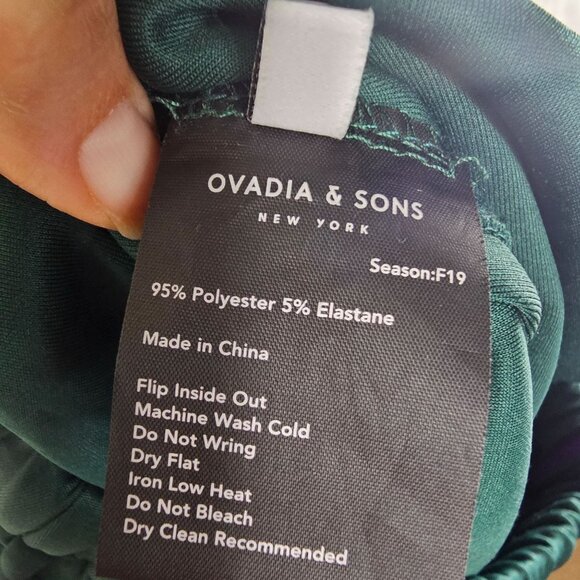 OVADIA & SONS
NEW YORK
Season:F19
95% Polyester 5% Elastane
Made in China
Flip Inside Out
Machine Wash Cold
Do Not Wring
Dry Flat
Iron Low Heat
Do Not Bleach
Dry Clean Recommended